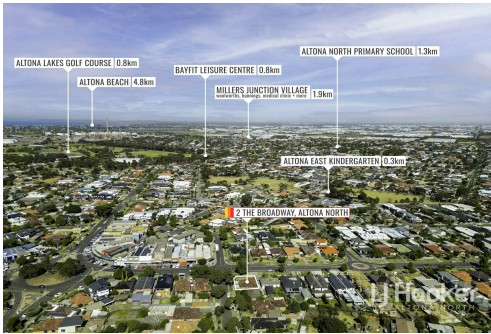 ALTONA NORTH PRIMARY SCHOOL | 1.3km
ALTONA LAKES GOLF COURSE | 0.8km
BAYFIT LEISURE CENTRE | 0.8km
ALTONA BEACH | 4.8km
MILLERS JUNCTION VILLAGE
woolworths, bunnings, medical clinic + more | 1.9km
ALTONA EAST KINDERGARTEN | 0.3km
2 THE BROADWAY, ALTONA NORTH
LJ Hooker
ALTONA NORTH